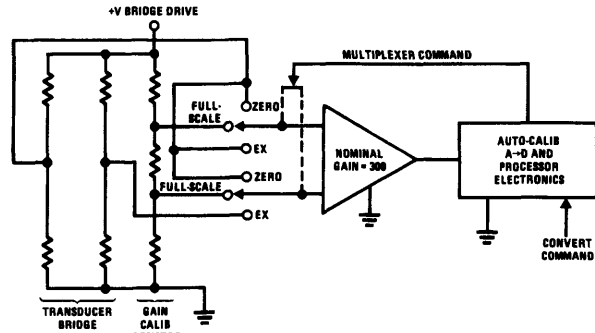 +V BRIDGE DRIVE
MULTIPLEXER COMMAND
ZERO
FULL-
SCALE
EX
ZERO
FULL-SCALE
EX
NOMINAL
GAIN = 300
AUTO-CALIB
A→D AND
PROCESSOR
ELECTRONICS
CONVERT
COMMAND
TRANSDUCER
BRIDGE
GAIN
CALIB